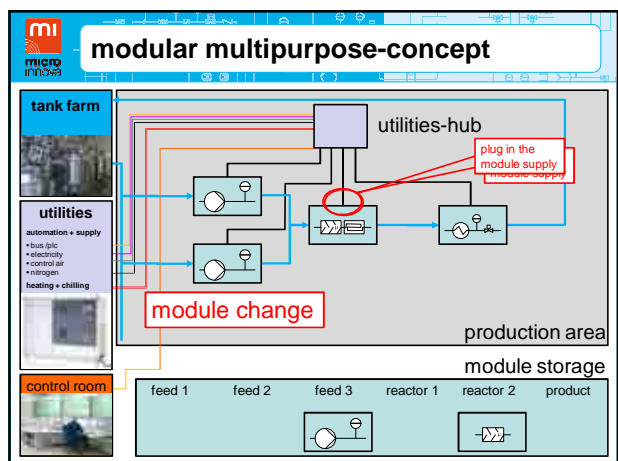 mi
micro
innova
modular multipurpose-concept
tank farm
utilities-hub
plug in the
module supply
module supply
utilities
automation + supply
• bus /plc
• electricity
• control air
• nitrogen
heating + chilling
module change
production area
module storage
control room
feed 1 feed 2 feed 3 reactor 1 reactor 2 product